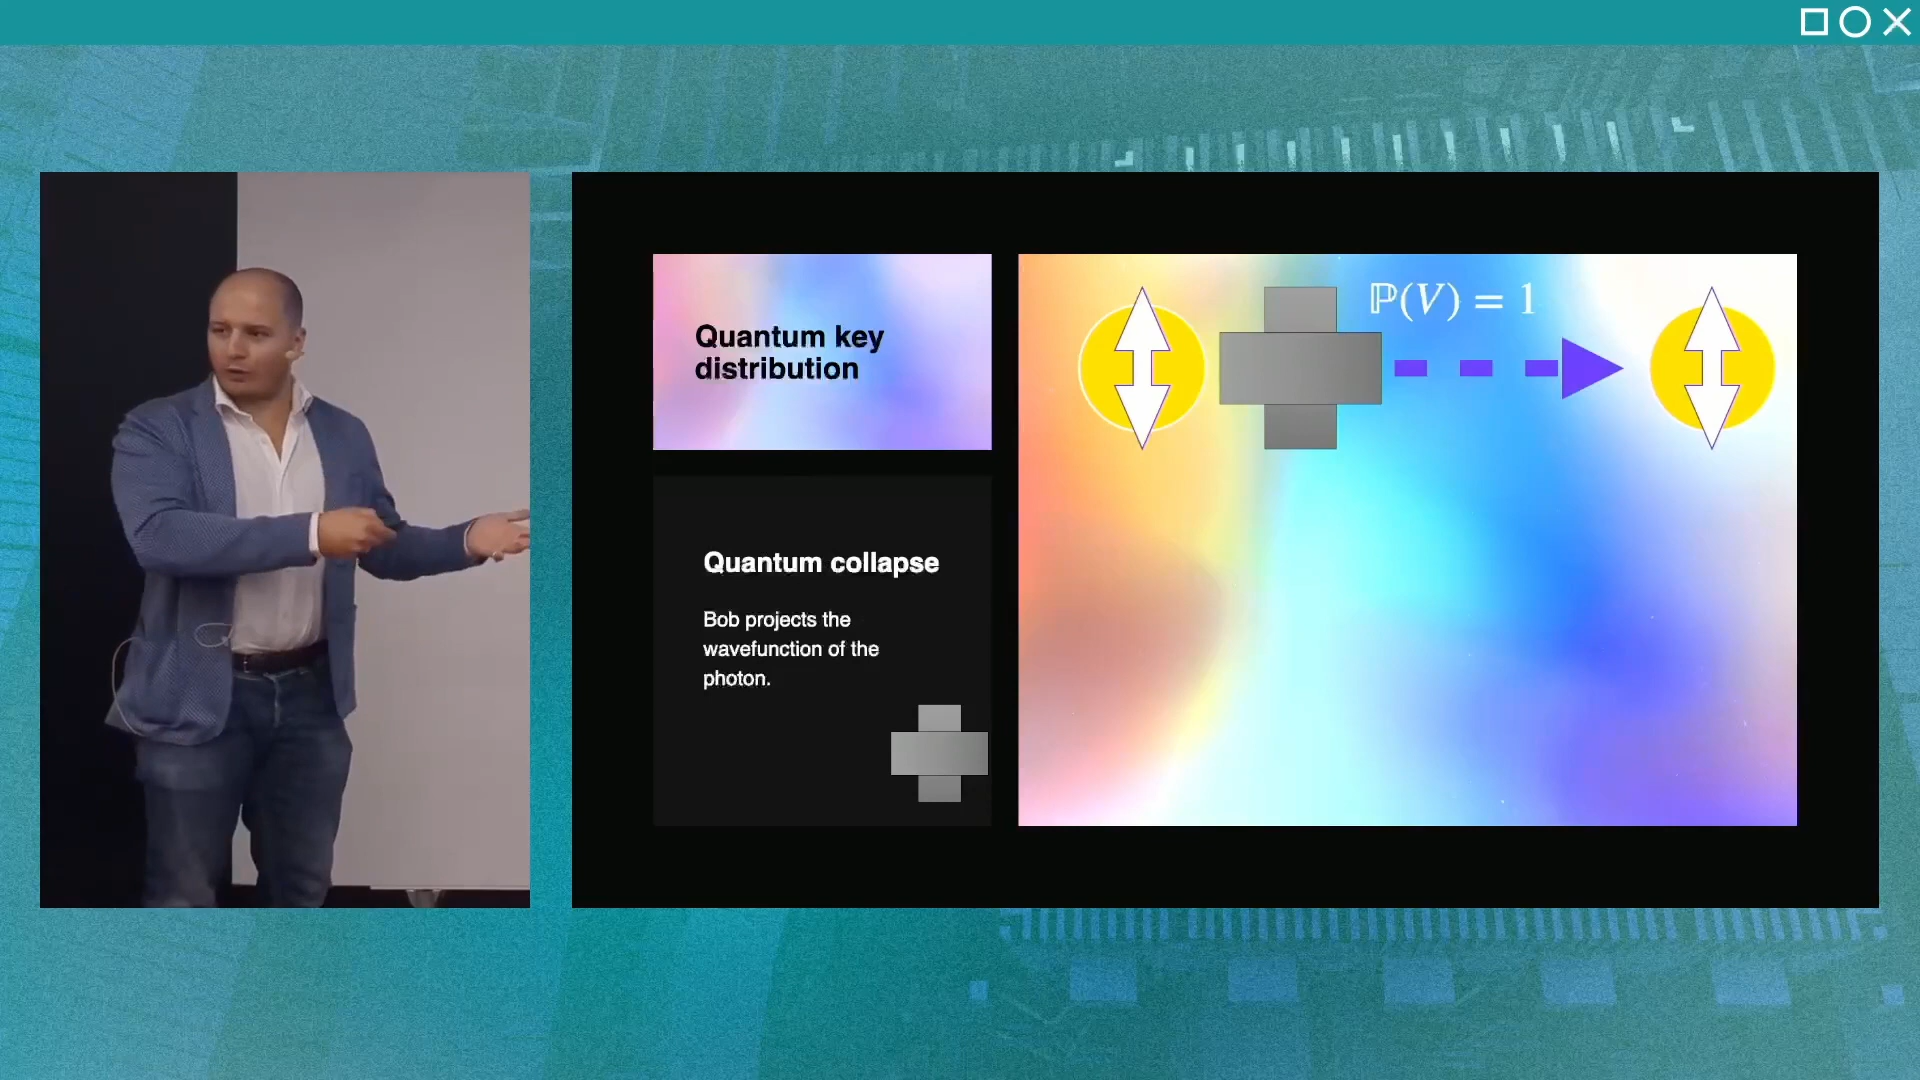 Quantum key
distribution
Quantum collapse
Bob projects the
wavefunction of the
photon.
ℙ(V) = 1